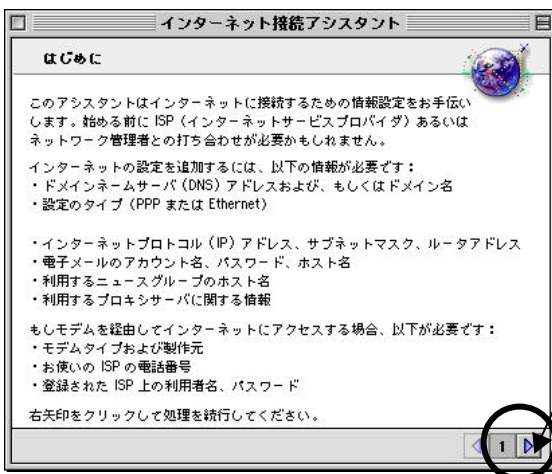 インターネット接続アシスタント
はじめに
このアシスタントはインターネットに接続するための情報設定をお手伝い
します。始める前に ISP（インターネットサービスプロバイダ）あるいは
ネットワーク管理者との打ち合わせが必要かもしれません。
インターネットの設定を追加するには、以下の情報が必要です：
・ドメインネームサーバ（DNS）アドレスおよび、もしくはドメイン名
・設定のタイプ（PPP または Ethernet）
・インターネットプロトコル（IP）アドレス、サブネットマスク、ルータアドレス
・電子メールのアカウント名、パスワード、ホスト名
・利用するニュースグループのホスト名
・利用するプロキシサーバに関する情報
もしモデムを経由してインターネットにアクセスする場合、以下が必要です：
・モデムタイプおよび製作元
・お使いの ISP の電話番号
・登録された ISP 上の利用者名、パスワード
右矢印をクリックして処理を続行してください。
1